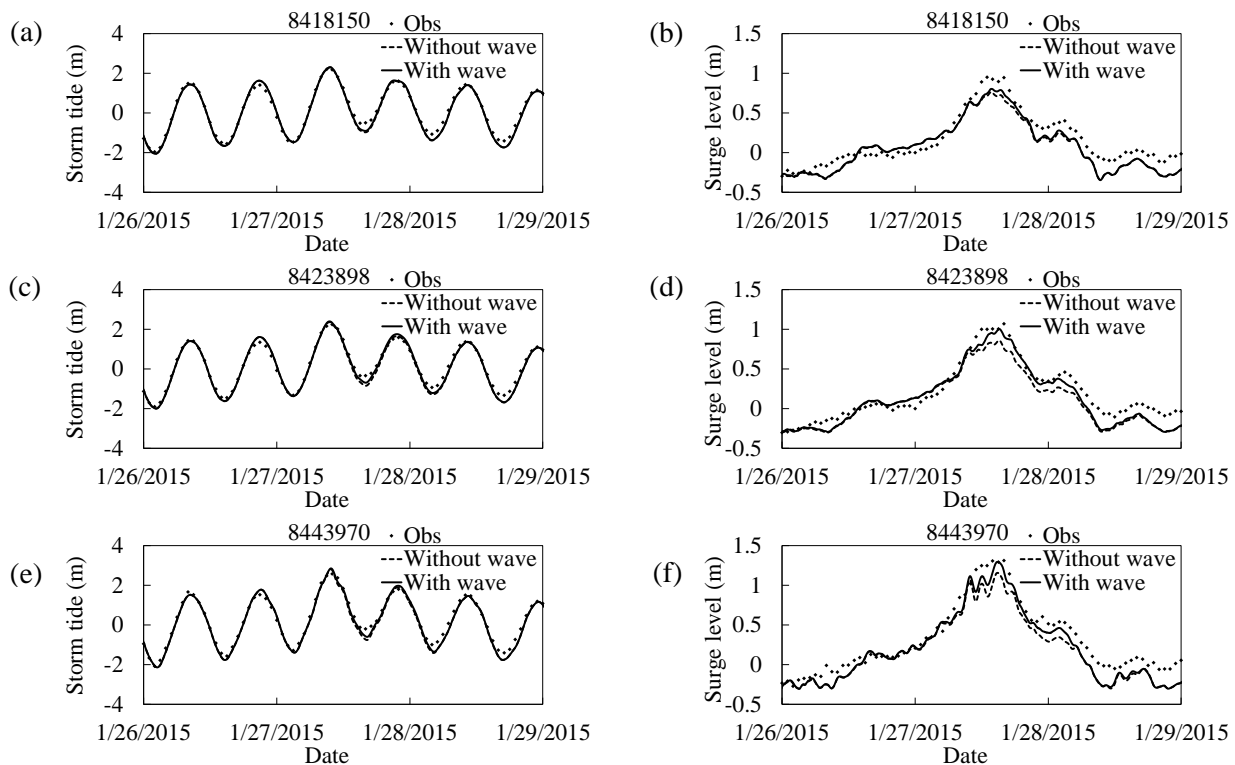 (a)
8418150
Obs
Without wave
With wave
Storm tide (m)
4
2
0
-2
-4
1/26/2015 1/27/2015 1/28/2015 1/29/2015
Date
(b)
8418150
Obs
Without wave
With wave
Surge level (m)
1.5
1
0.5
0
-0.5
1/26/2015 1/27/2015 1/28/2015 1/29/2015
Date
(c)
8423898
Obs
Without wave
With wave
Storm tide (m)
4
2
0
-2
-4
1/26/2015 1/27/2015 1/28/2015 1/29/2015
Date
(d)
8423898
Obs
Without wave
With wave
Surge level (m)
1.5
1
0.5
0
-0.5
1/26/2015 1/27/2015 1/28/2015 1/29/2015
Date
(e)
8443970
Obs
Without wave
With wave
Storm tide (m)
4
2
0
-2
-4
1/26/2015 1/27/2015 1/28/2015 1/29/2015
Date
(f)
8443970
Obs
Without wave
With wave
Surge level (m)
1.5
1
0.5
0
-0.5
1/26/2015 1/27/2015 1/28/2015 1/29/2015
Date